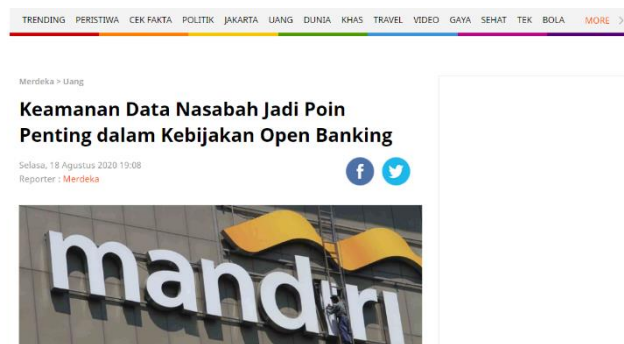 TRENDING PERISTIWA CEK FAKTA POLITIK JAKARTA UANG DUNIA KHAS TRAVEL VIDEO GAYA SEHAT TEK BOLA MORE >
Merdeka > Uang
Keamanan Data Nasabah Jadi Poin
Penting dalam Kebijakan Open Banking
Selasa, 18 Agustus 2020 19:08
Reporter : Merdeka
f
mandiri